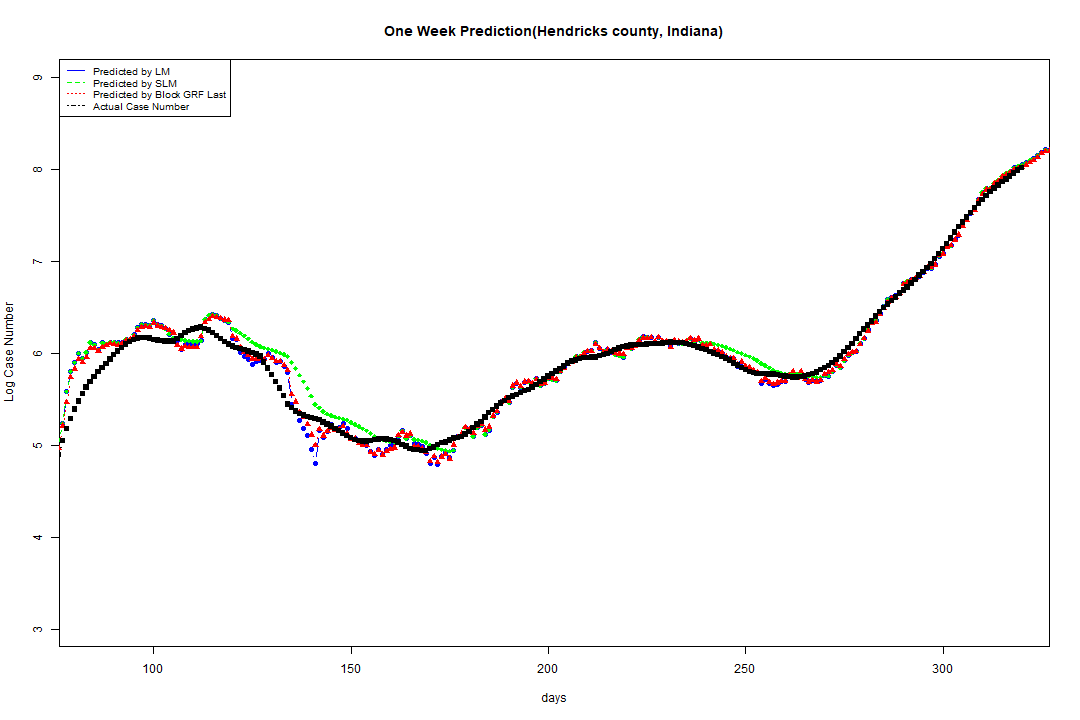 One Week Prediction(Hendricks county, Indiana)
Predicted by LM
Predicted by SLM
Predicted by Block GRF Last
Actual Case Number
9
8
7
6
5
4
3
Log Case Number
100 150 200 250 300
days